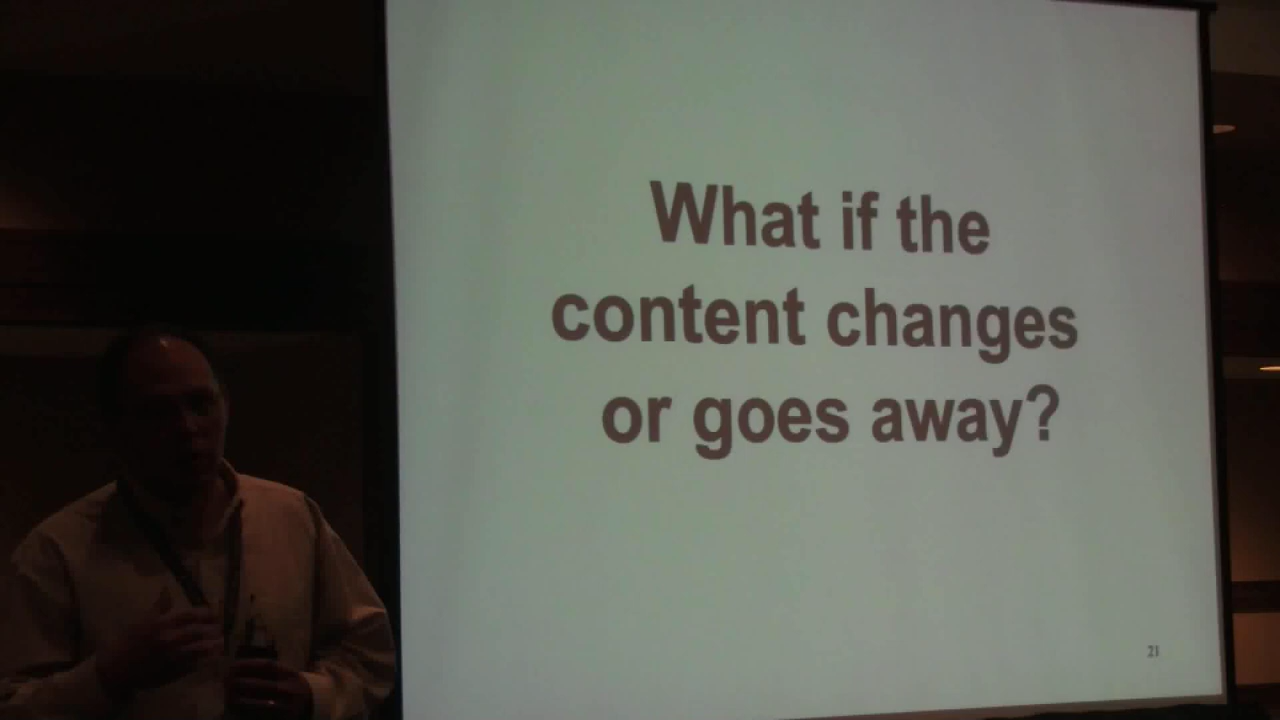 What if the
content changes
or goes away?
21